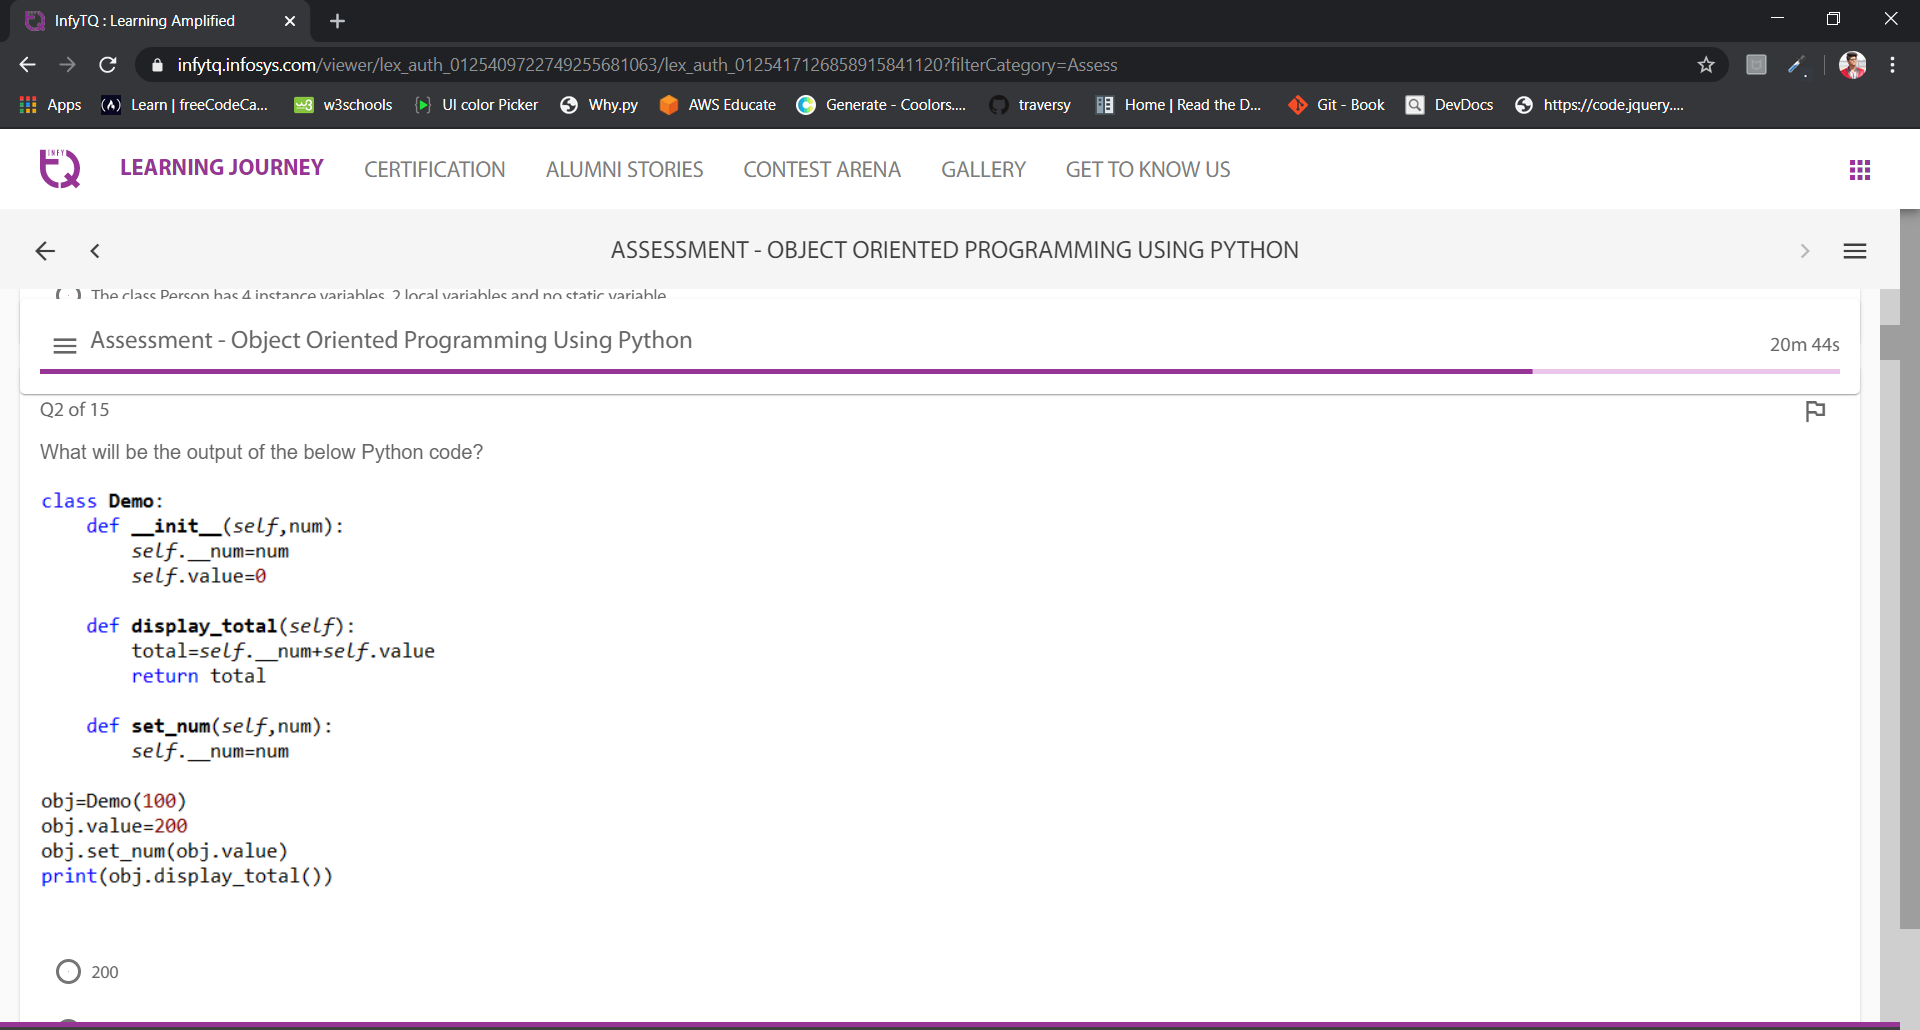 InfyTQ : Learning Amplified
infytq.infosys.com/viewer/lex_auth_0125409722749255681063/lex_auth_0125417126858915841120?filterCategory=Assess
Apps Learn | freeCodeCa... w3schools UI color Picker Why.py AWS Educate Generate - Coolors.... traversy Home | Read the D... Git - Book DevDocs https://code.jquery....
INFY TQ LEARNING JOURNEY CERTIFICATION ALUMNI STORIES CONTEST ARENA GALLERY GET TO KNOW US
ASSESSMENT - OBJECT ORIENTED PROGRAMMING USING PYTHON
The class Person has 4 instance variables, 2 local variables and no static variable
Assessment - Object Oriented Programming Using Python
20m 44s
Q2 of 15
What will be the output of the below Python code?
class Demo:
    def __init__(self,num):
        self.__num=num
        self.value=0
    def display_total(self):
        total=self.__num+self.value
        return total
    def set_num(self,num):
        self.__num=num
obj=Demo(100)
obj.value=200
obj.set_num(obj.value)
print(obj.display_total())
200